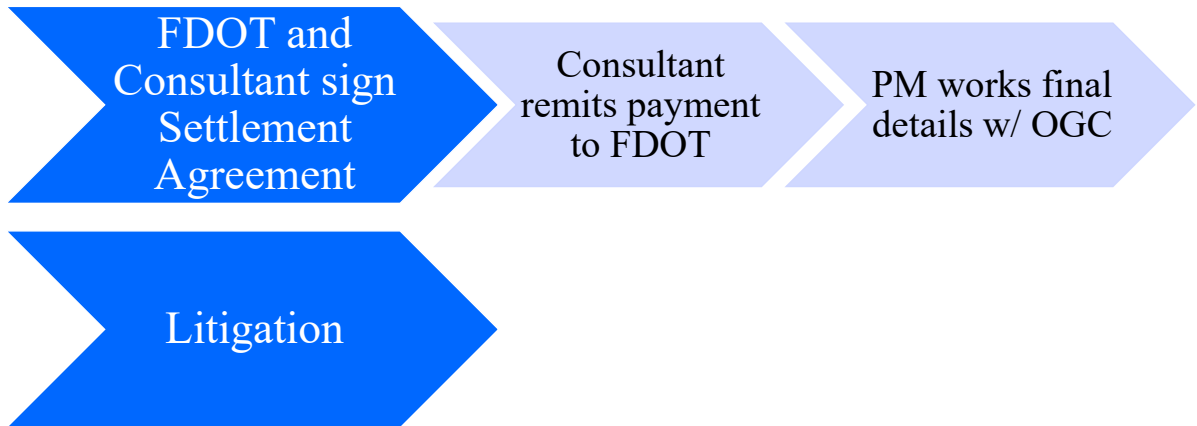 FDOT and
Consultant sign
Settlement
Agreement
Consultant
remits payment
to FDOT
PM works final
details w/ OGC
Litigation